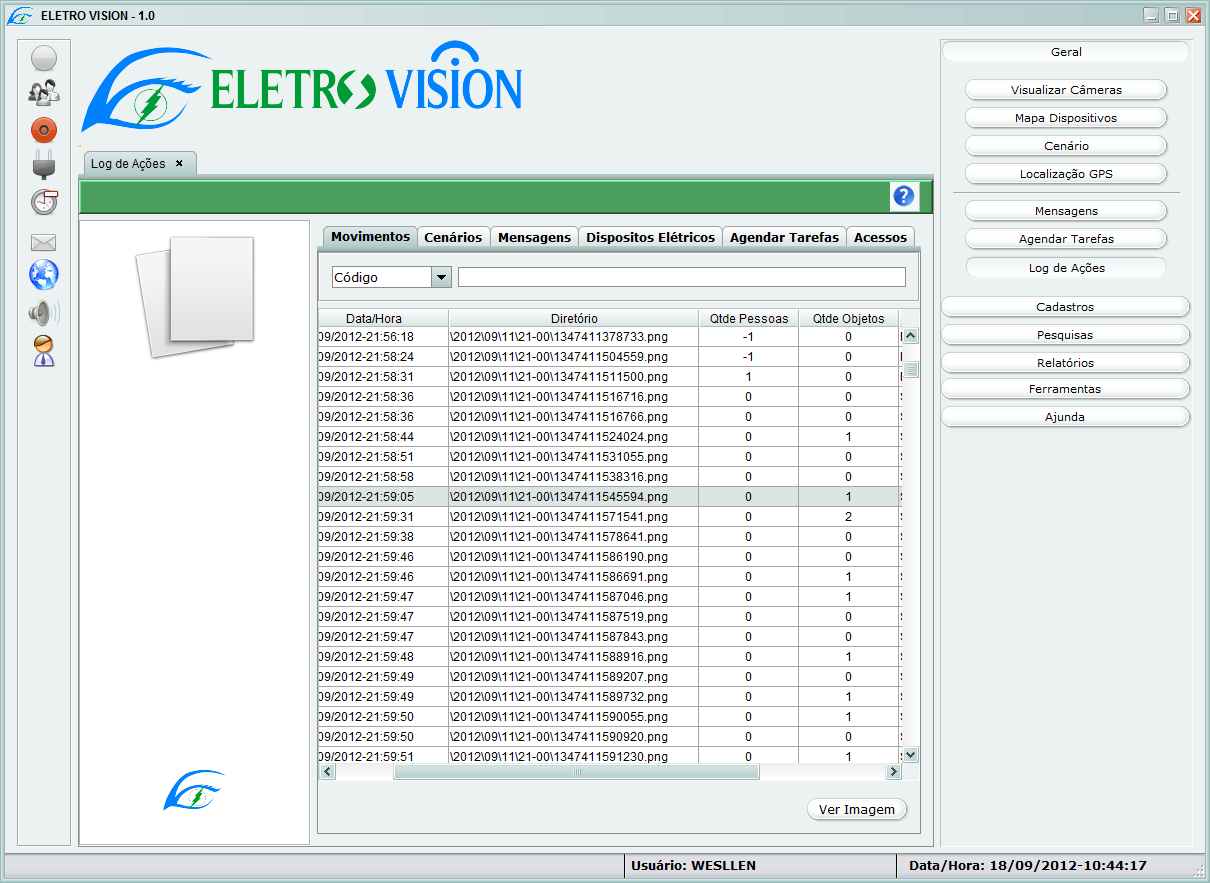 ELETRO VISION - 1.0
ELETRO VISION
Log de Ações ×
?
Movimentos Cenários Mensagens Dispositos Elétricos Agendar Tarefas Acessos
Código
Data/Hora Diretório Qtde Pessoas Qtde Objetos
09/2012-21:56:18 \2012\09\11\21-00\1347411378733.png -1 0
09/2012-21:58:24 \2012\09\11\21-00\1347411504559.png -1 0
09/2012-21:58:31 \2012\09\11\21-00\1347411511500.png 1 0
09/2012-21:58:36 \2012\09\11\21-00\1347411516716.png 0 0
09/2012-21:58:36 \2012\09\11\21-00\1347411516766.png 0 0
09/2012-21:58:44 \2012\09\11\21-00\1347411524024.png 0 1
09/2012-21:58:51 \2012\09\11\21-00\1347411531055.png 0 0
09/2012-21:58:58 \2012\09\11\21-00\1347411538316.png 0 0
09/2012-21:59:05 \2012\09\11\21-00\1347411545594.png 0 1
09/2012-21:59:31 \2012\09\11\21-00\1347411571541.png 0 2
09/2012-21:59:38 \2012\09\11\21-00\1347411578641.png 0 0
09/2012-21:59:46 \2012\09\11\21-00\1347411586190.png 0 0
09/2012-21:59:46 \2012\09\11\21-00\1347411586691.png 0 1
09/2012-21:59:47 \2012\09\11\21-00\1347411587046.png 0 1
09/2012-21:59:47 \2012\09\11\21-00\1347411587519.png 0 0
09/2012-21:59:47 \2012\09\11\21-00\1347411587843.png 0 0
09/2012-21:59:48 \2012\09\11\21-00\1347411588916.png 0 1
09/2012-21:59:49 \2012\09\11\21-00\1347411589207.png 0 0
09/2012-21:59:49 \2012\09\11\21-00\1347411589732.png 0 1
09/2012-21:59:50 \2012\09\11\21-00\1347411590055.png 0 1
09/2012-21:59:50 \2012\09\11\21-00\1347411590920.png 0 0
09/2012-21:59:51 \2012\09\11\21-00\1347411591230.png 0 1
Ver Imagem
Geral
Visualizar Câmeras
Mapa Dispositivos
Cenário
Localização GPS
Mensagens
Agendar Tarefas
Log de Ações
Cadastros
Pesquisas
Relatórios
Ferramentas
Ajunda
Usuário: WESLLEN
Data/Hora: 18/09/2012-10:44:17